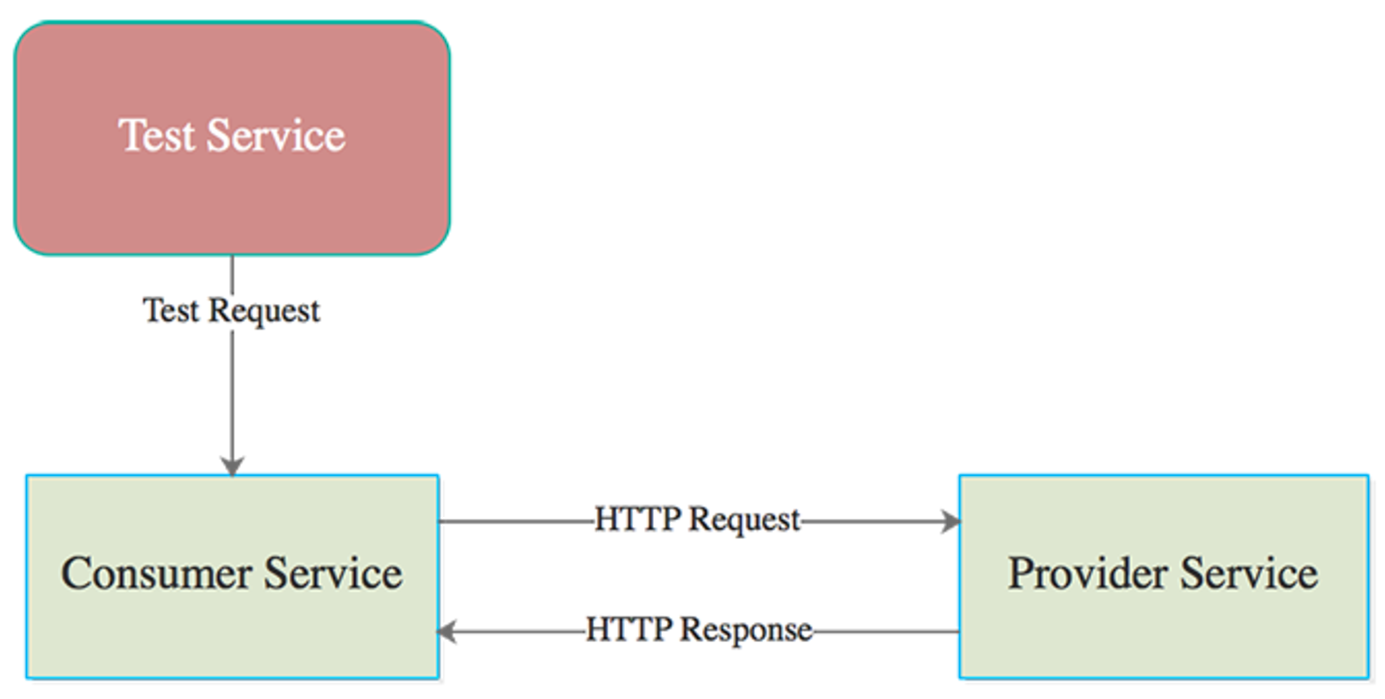 Test Service
Test Request
HTTP Request
Consumer Service
Provider Service
HTTP Response